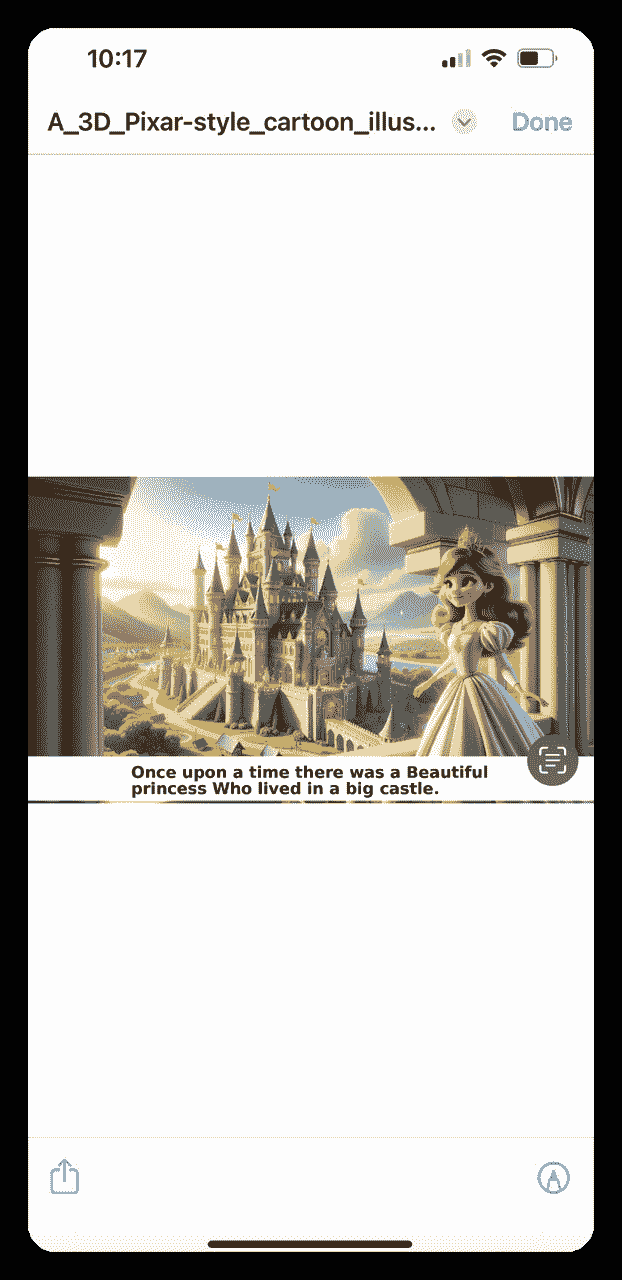 10:17
A_3D_Pixar-style_cartoon_illus...
Done
Once upon a time there was a Beautiful
princess Who lived in a big castle.